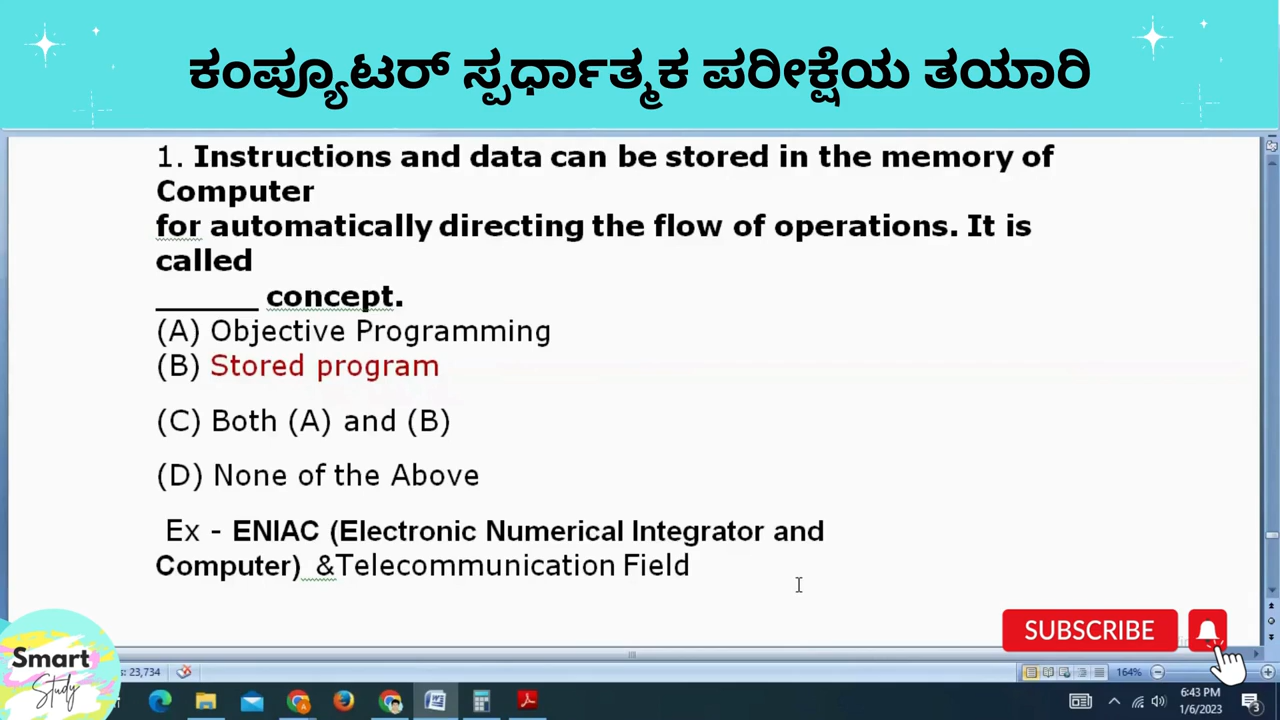 ಕಂಪ್ಯೂಟರ್ ಸ್ಪರ್ಧಾತ್ಮಕ ಪರೀಕ್ಷೆಯ ತಯಾರಿ
1. Instructions and data can be stored in the memory of
Computer
for automatically directing the flow of operations. It is
called
______ concept.
(A) Objective Programming
(B) Stored program
(C) Both (A) and (B)
(D) None of the Above
Ex - ENIAC (Electronic Numerical Integrator and
Computer) &Telecommunication Field
SUBSCRIBE
Smart
Study
: 23,734
164%
6:43 PM
1/6/2023
3